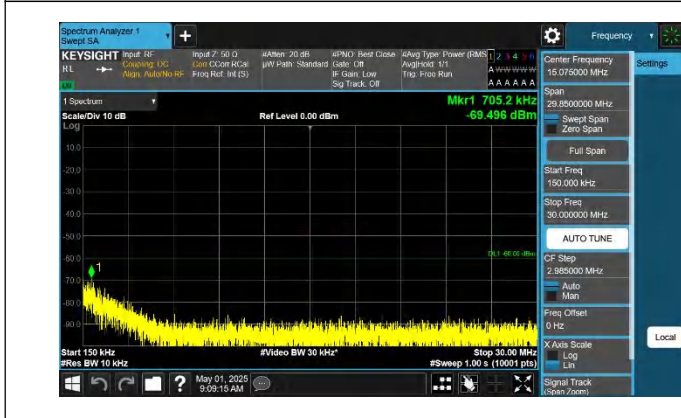 Spectrum Analyzer 1
Swept SA
Frequency
KEYSIGHT
RL
Input: RF
Coupling: DC
Align: Auto/No RF
Input Z: 50 Ω
Corr CCorr RCal
Freq Ref: Int (S)
#Atten: 20 dB
µW Path: Standard
#PNO: Best Close
Gate: Off
IF Gain: Low
Sig Track: Off
#Avg Type: Power (RMS)
Avg|Hold: 1/1
Trig: Free Run
1 2 3 4 5 6
A W W W W W
A A A A A A
1 Spectrum
Scale/Div 10 dB
Log
Ref Level 0.00 dBm
Mkr1 705.2 kHz
-69.496 dBm
-10.0
-20.0
-30.0
-40.0
-50.0
-60.0
-70.0
-80.0
-90.0
1
DL1 -60.00 dBm
Start 150 kHz
#Res BW 10 kHz
#Video BW 30 kHz*
Stop 30.00 MHz
#Sweep 1.00 s (10001 pts)
?
May 01, 2025
9:09:15 AM
Center Frequency
15.075000 MHz
Span
29.8500000 MHz
Swept Span
Zero Span
Full Span
Start Freq
150.000 kHz
Stop Freq
30.000000 MHz
AUTO TUNE
CF Step
2.985000 MHz
Auto
Man
Freq Offset
0 Hz
X Axis Scale
Log
Lin
Signal Track
(Span Zoom)
Settings
Local